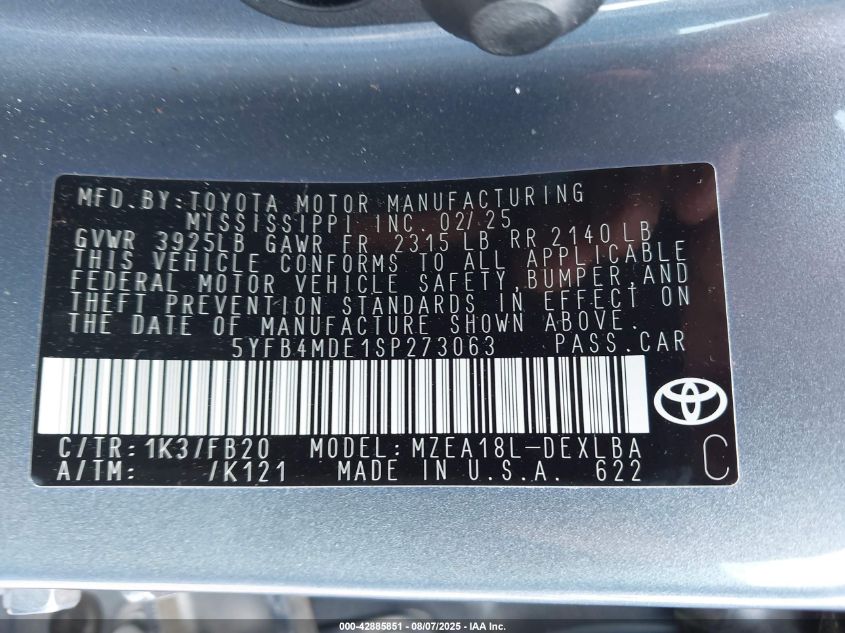 MFD.BY:TOYOTA MOTOR MANUFACTURING
MISSISSIPPI INC. 02/25
GVWR 3925LB GAWR FR 2315 LB RR 2140 LB
THIS VEHICLE CONFORMS TO ALL APPLICABLE
FEDERAL MOTOR VEHICLE SAFETY,BUMPER,AND
THEFT PREVENTION STANDARDS IN EFFECT ON
THE DATE OF MANUFACTURE SHOWN ABOVE.
5YFB4MDE1SP273063 PASS.CAR
C/TR: 1K3/FB20 MODEL:MZEA18L-DEXLBA
A/TM: /K121 MADE IN U.S.A. 622
C
000-42885851 - 08/07/2025 - IAA Inc.